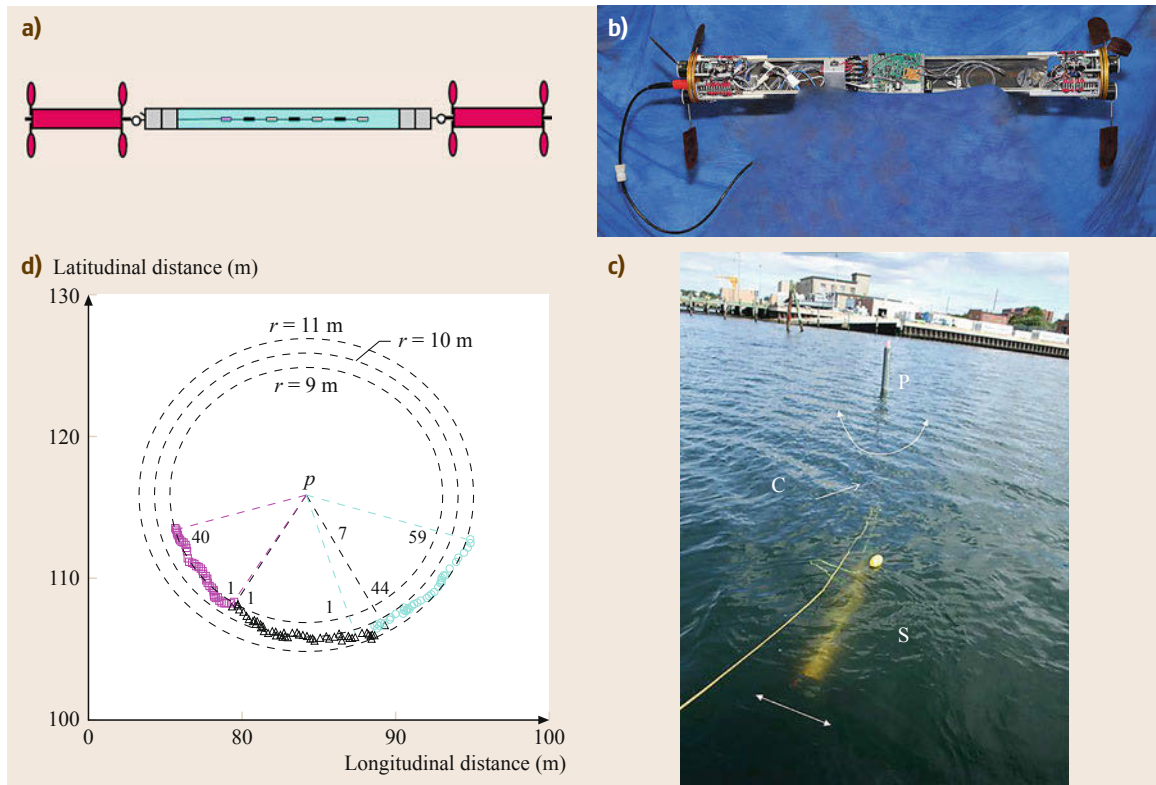 a)
b)
d) Latitudinal distance (m)
130
120
110
100
0
80
90
100
Longitudinal distance (m)
r = 11 m
r = 10 m
r = 9 m
p
40
7
59
1
1
1
44
c)
P
C
S